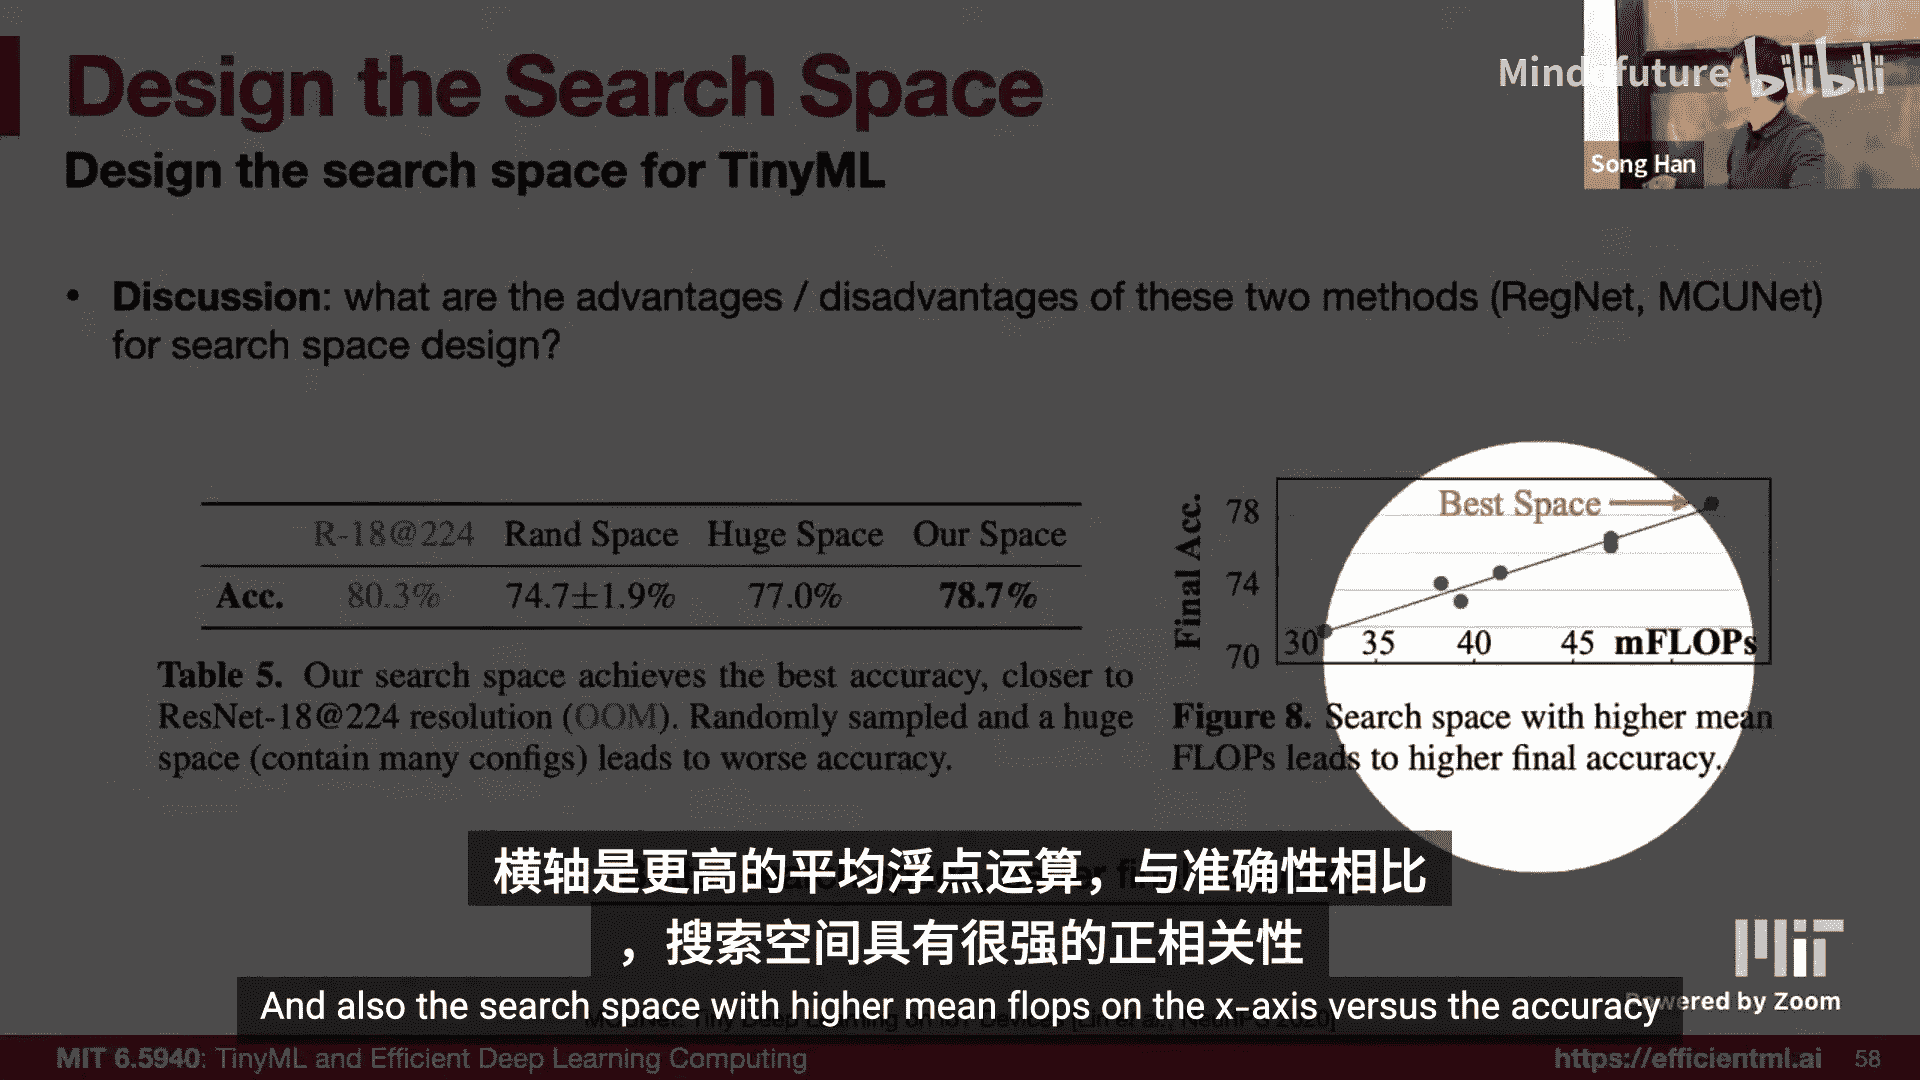 Design the Search Space
Design the search space for TinyML
Mind
future
bilibili
Song Han
• Discussion: what are the advantages / disadvantages of these two methods (RegNet, MCUNet)
for search space design?
R-18@224 Rand Space Huge Space Our Space
Acc. 80.3% 74.7±1.9% 77.0% 78.7%
Table 5. Our search space achieves the best accuracy, closer to
ResNet-18@224 resolution (OOM). Randomly sampled and a huge
space (contain many configs) leads to worse accuracy.
Final Acc.
78
74
70
Best Space
30 35 40 45 mFLOPs
Figure 8. Search space with higher mean
FLOPs leads to higher final accuracy.
横轴是更高的平均浮点运算，与准确性相比
，搜索空间具有很强的正相关性
And also the search space with higher mean flops on the x-axis versus the accuracy
MIT
Powered by Zoom
MIT 6.5940: TinyML and Efficient Deep Learning Computing
https://efficientml.ai
58